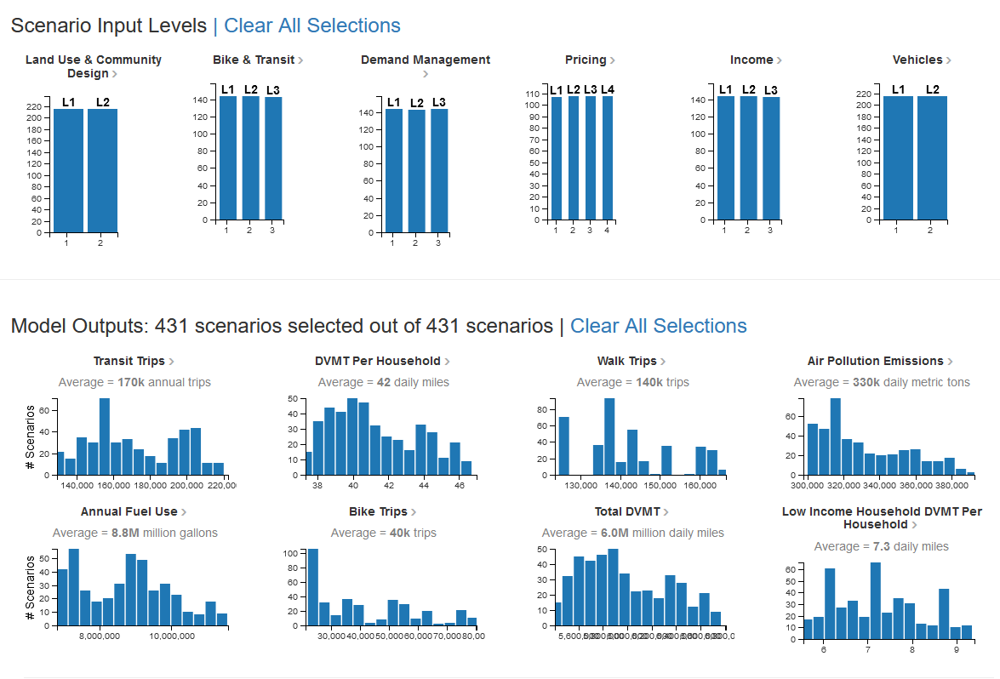 Scenario Input Levels | Clear All Selections
Land Use & Community
Design >
Bike & Transit >
Demand Management
>
Pricing >
Income >
Vehicles >
L1 L2
220
200
180
160
140
120
100
80
60
40
20
0
1 2
L1 L2 L3
140
120
100
80
60
40
20
0
1 2 3
L1 L2 L3
140
120
100
80
60
40
20
0
1 2 3
L1 L2 L3 L4
110
100
90
80
70
60
50
40
30
20
10
0
1 2 3 4
L1 L2 L3
140
120
100
80
60
40
20
0
1 2 3
L1 L2
220
200
180
160
140
120
100
80
60
40
20
0
1 2
Model Outputs: 431 scenarios selected out of 431 scenarios | Clear All Selections
Transit Trips >
Average = 170k annual trips
# Scenarios
60
40
20
0
140,000 160,000 180,000 200,000 220,00
DVMT Per Household >
Average = 42 daily miles
50
40
30
20
10
0
38 40 42 44 46
Walk Trips >
Average = 140k trips
80
60
40
20
0
130,000 140,000 150,000 160,000
Air Pollution Emissions >
Average = 330k daily metric tons
60
40
20
0
300,000 320,000 340,000 360,000 380,000
Annual Fuel Use >
Average = 8.8M million gallons
# Scenarios
50
40
30
20
10
0
8,000,000 10,000,000
Bike Trips >
Average = 40k trips
100
80
60
40
20
0
30,000 40,000 50,000 60,000 70,000 80,00
Total DVMT >
Average = 6.0M million daily miles
50
40
30
20
10
0
Low Income Household DVMT Per
Household >
Average = 7.3 daily miles
60
50
40
30
20
10
0
6 7 8 9